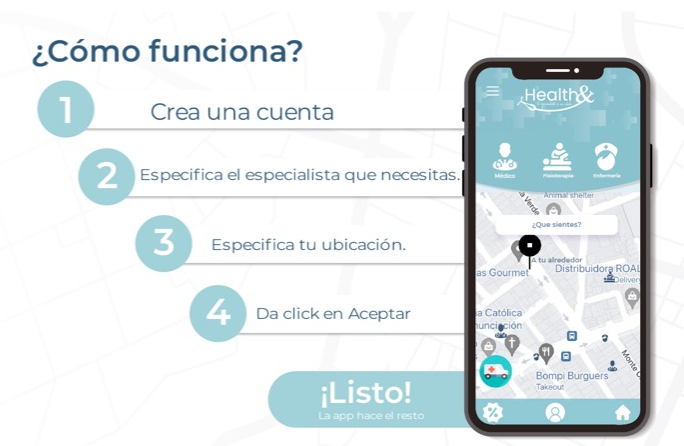 ¿Cómo funciona?
1
Crea una cuenta
2
Especifica el especialista que necesitas.
3
Especifica tu ubicación.
4
Da click en Aceptar
¡Listo!
La app hace el resto
Health&
Médico
Fisioterapia
Enfermería
Animal shelter
a Verde
¿Que sientes?
A tu alrededor
as Gourmet
Distribuidora ROAL
Delivery
a Católica
nunciación
Monte
Bompi Burguers
Takeout